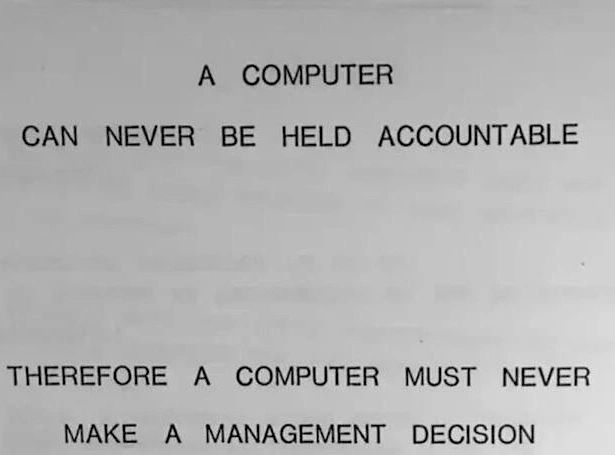 A COMPUTER
CAN NEVER BE HELD ACCOUNTABLE
THEREFORE A COMPUTER MUST NEVER
MAKE A MANAGEMENT DECISION